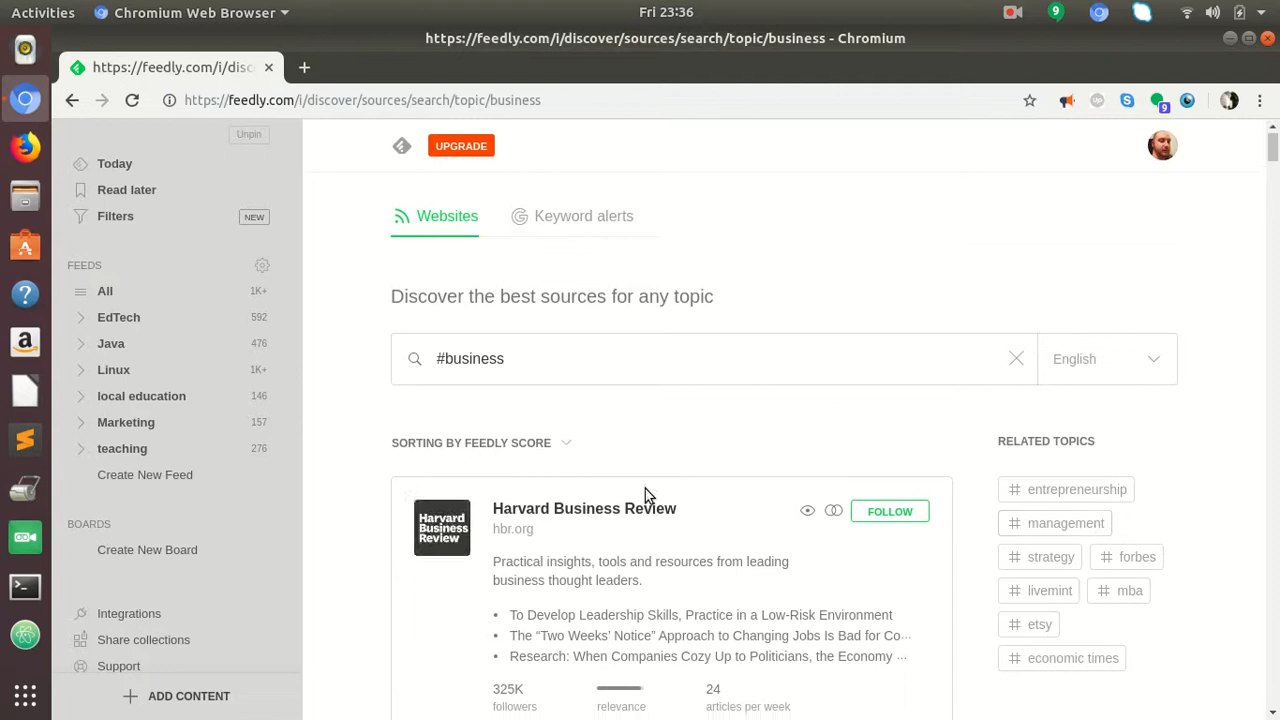 Activities Chromium Web Browser Fri 23:36
https://feedly.com/i/discover/sources/search/topic/business - Chromium
https://feedly.com/i/disc
https://feedly.com/i/discover/sources/search/topic/business
9
9
Unpin
Today
Read later
Filters NEW
FEEDS
All 1K+
EdTech 592
Java 476
Linux 1K+
local education 146
Marketing 157
teaching 276
Create New Feed
BOARDS
Create New Board
Integrations
Share collections
Support
ADD CONTENT
UPGRADE
Websites Keyword alerts
Discover the best sources for any topic
#business English
SORTING BY FEEDLY SCORE
Harvard Business Review
Harvard Business Review FOLLOW
hbr.org
Practical insights, tools and resources from leading
business thought leaders.
• To Develop Leadership Skills, Practice in a Low-Risk Environment
• The “Two Weeks’ Notice” Approach to Changing Jobs Is Bad for Co...
• Research: When Companies Cozy Up to Politicians, the Economy ...
325K 24
followers relevance articles per week
RELATED TOPICS
# entrepreneurship
# management
# strategy # forbes
# livemint # mba
# etsy
# economic times